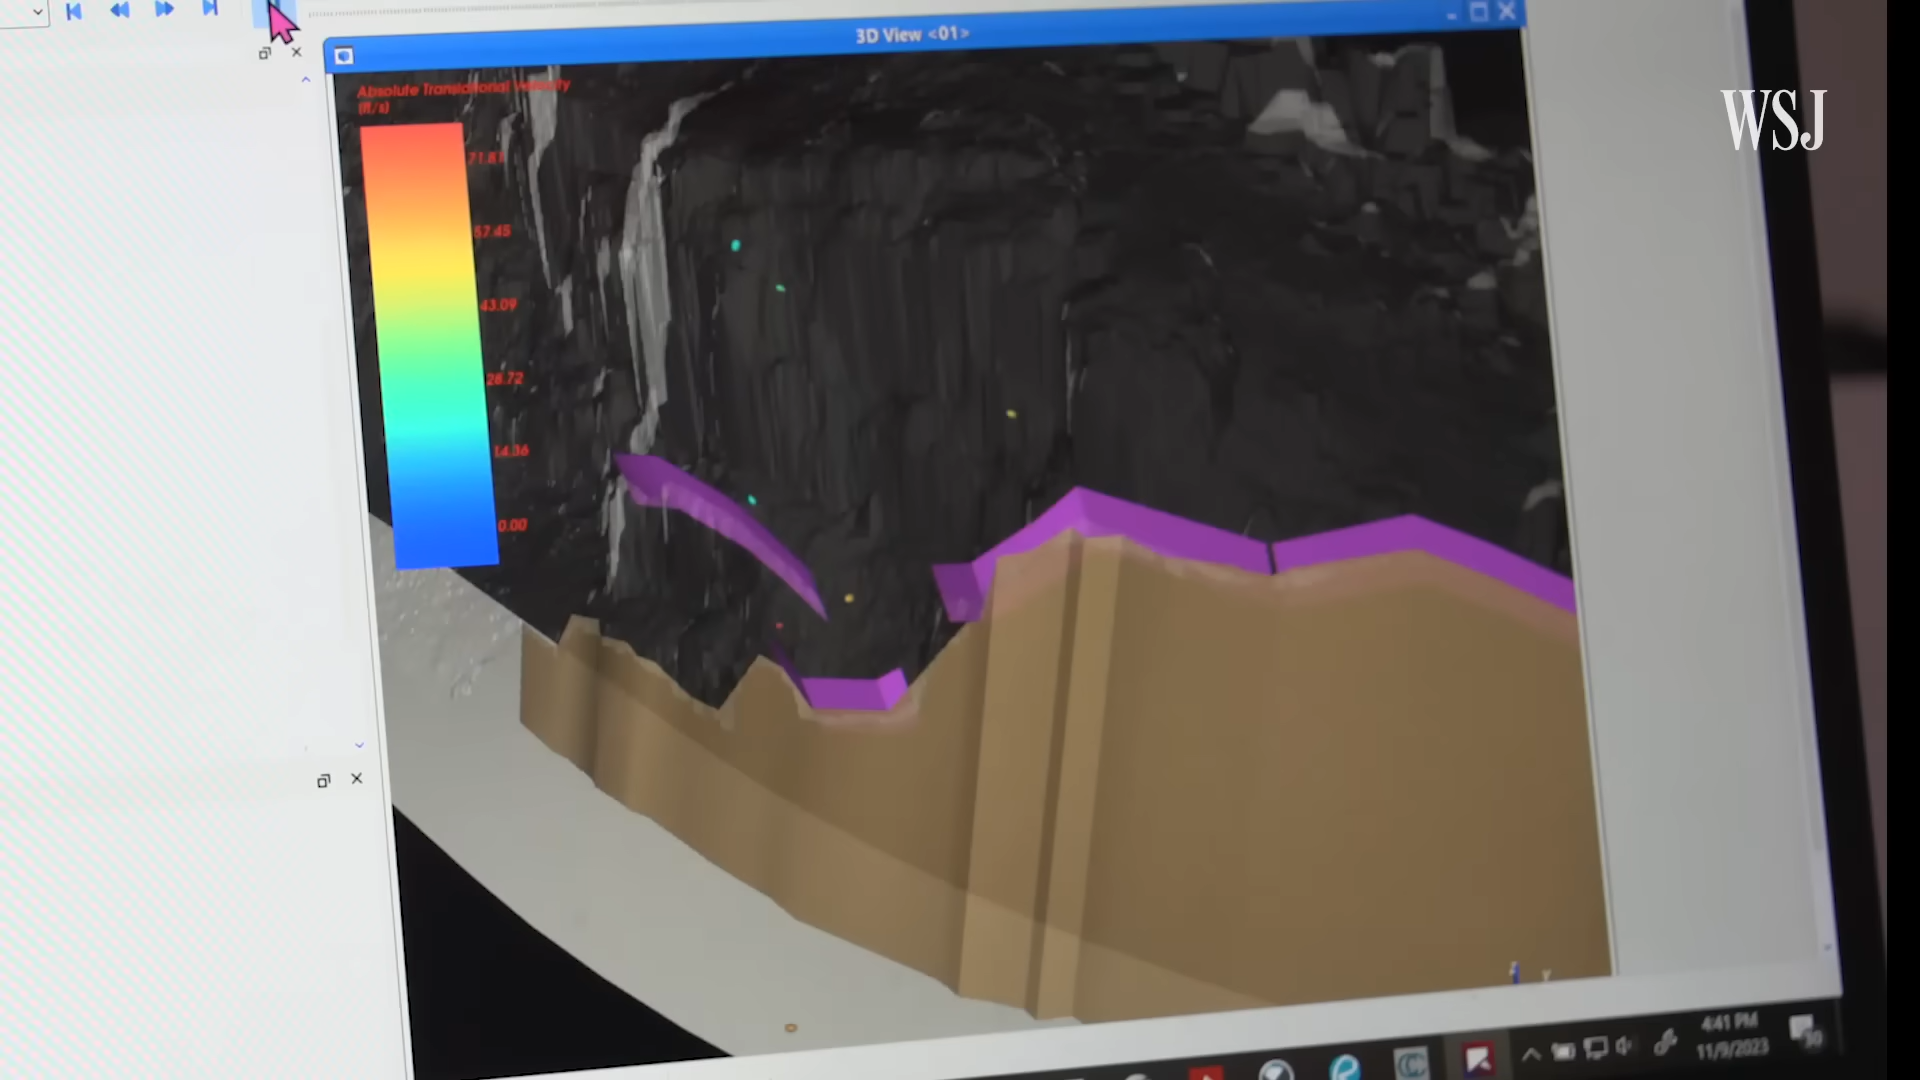 3D View <01>
WSJ
Absolute Translational Velocity
(ft/s)
71.81
57.45
43.09
28.72
14.36
0.00
4:41 PM
11/9/2023